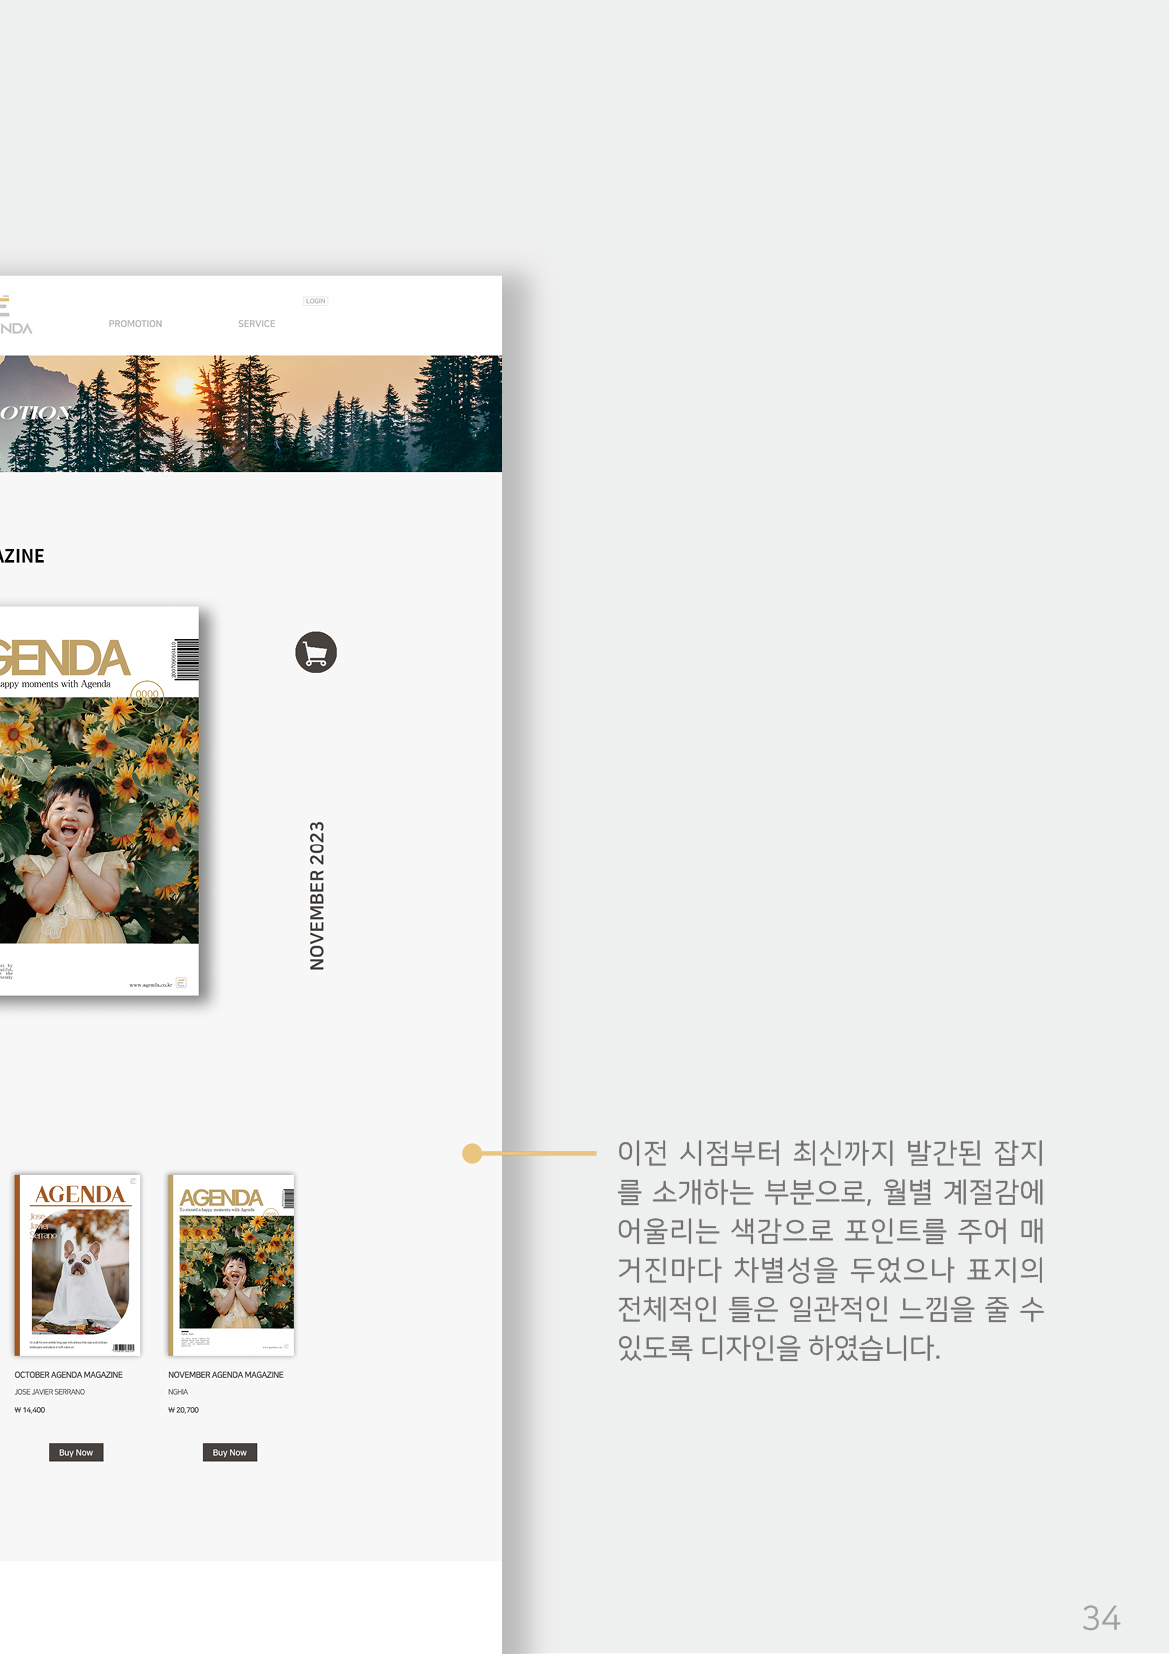 LOGIN
PROMOTION
SERVICE
NDA
OTION
AZINE
GENDA
appy moments with Agenda
0000
02
NOVEMBER 2023
www.agenda.co.kr
이전 시점부터 최신까지 발간된 잡지
를 소개하는 부분으로, 월별 계절감에
어울리는 색감으로 포인트를 주어 매
거진마다 차별성을 두었으나 표지의
전체적인 틀은 일관적인 느낌을 줄 수
있도록 디자인을 하였습니다.
AGENDA
Jose
Javier
Serrano
AGENDA
To record a happy moments with Agenda
OCTOBER AGENDA MAGAZINE
JOSE JAVIER SERRANO
₩ 14,400
Buy Now
NOVEMBER AGENDA MAGAZINE
NGHIA
₩ 20,700
Buy Now
34